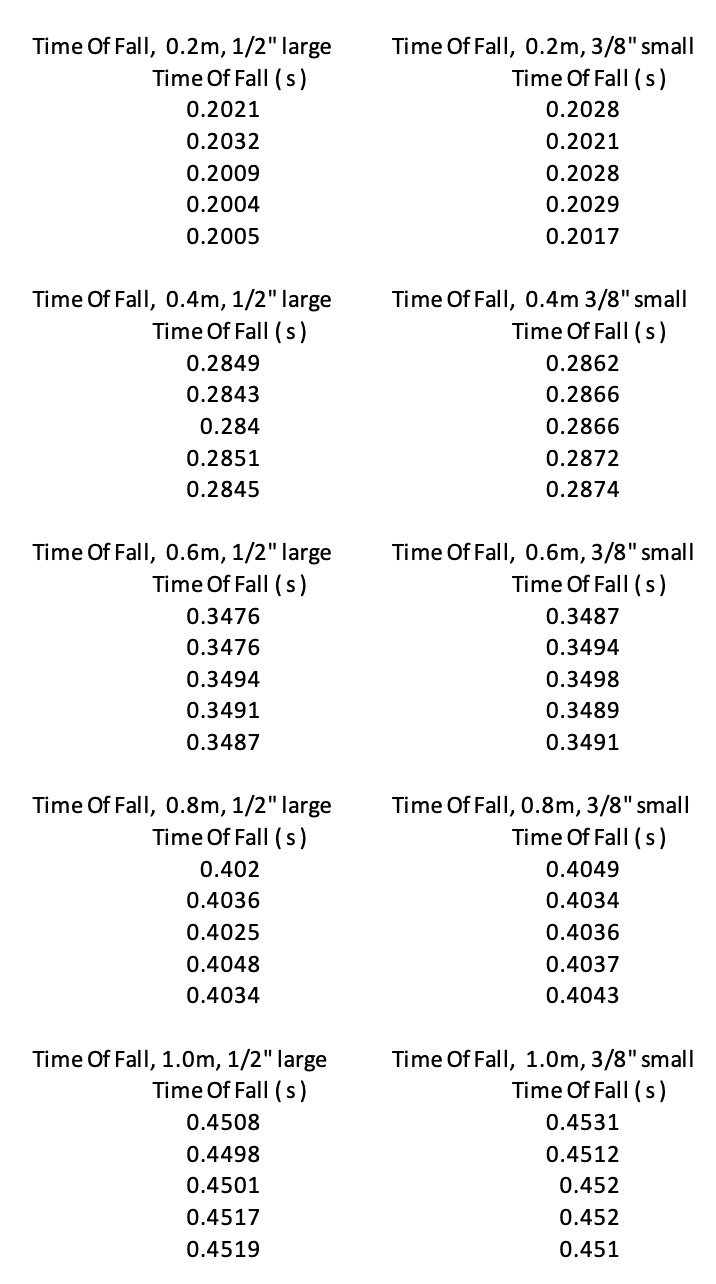 Time Of Fall, 0.2m, 1/2" large Time Of Fall, 0.2m, 3/8" small
Time Of Fall ( s ) Time Of Fall ( s )
0.2021 0.2028
0.2032 0.2021
0.2009 0.2028
0.2004 0.2029
0.2005 0.2017
Time Of Fall, 0.4m, 1/2" large Time Of Fall, 0.4m 3/8" small
Time Of Fall ( s ) Time Of Fall ( s )
0.2849 0.2862
0.2843 0.2866
0.284 0.2866
0.2851 0.2872
0.2845 0.2874
Time Of Fall, 0.6m, 1/2" large Time Of Fall, 0.6m, 3/8" small
Time Of Fall ( s ) Time Of Fall ( s )
0.3476 0.3487
0.3476 0.3494
0.3494 0.3498
0.3491 0.3489
0.3487 0.3491
Time Of Fall, 0.8m, 1/2" large Time Of Fall, 0.8m, 3/8" small
Time Of Fall ( s ) Time Of Fall ( s )
0.402 0.4049
0.4036 0.4034
0.4025 0.4036
0.4048 0.4037
0.4034 0.4043
Time Of Fall, 1.0m, 1/2" large Time Of Fall, 1.0m, 3/8" small
Time Of Fall ( s ) Time Of Fall ( s )
0.4508 0.4531
0.4498 0.4512
0.4501 0.452
0.4517 0.452
0.4519 0.451